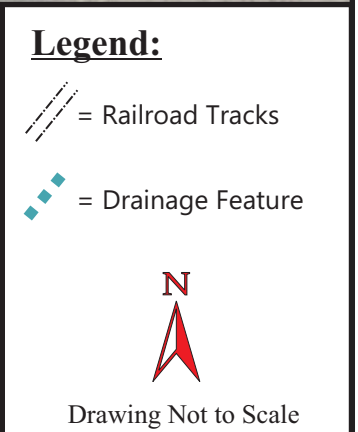 Legend:
= Railroad Tracks
= Drainage Feature
N
Drawing Not to Scale